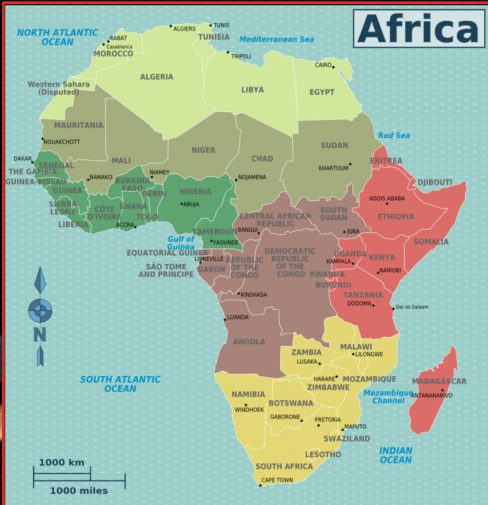 Africa
NORTH ATLANTIC
OCEAN
ALGIERS
TUNIS
RABAT
Casablanca
MOROCCO
TUNISIA
Mediterranean Sea
TRIPOLI
CAIRO
ALGERIA
LIBYA
EGYPT
Western Sahara
(Disputed)
MAURITANIA
NOUAKCHOTT
Red Sea
MALI
NIGER
CHAD
SUDAN
KHARTOUM
ERITREA
DAKAR
SENEGAL
THE GAMBIA
GUINEA-BISSAU
BAMAKO
NIAMEY
NDJAMENA
DJIBOUTI
GUINEA
BURKINA
FASO
BENIN
NIGERIA
ABUJA
ADDIS ABABA
ETHIOPIA
SIERRA
LEONE
CÔTE
D'IVOIRE
GHANA
TOGO
LIBERIA
ACCRA
CENTRAL AFRICAN
REPUBLIC
SOUTH
SUDAN
CAMEROON
BANGUI
JUBA
SOMALIA
Gulf of
Guinea
YAOUNDE
EQUATORIAL GUINEA
LIBREVILLE
GABON
REPUBLIC
OF THE
CONGO
DEMOCRATIC
REPUBLIC
OF THE
CONGO
UGANDA
KAMPALA
KENYA
NAIROBI
SÃO TOMÉ
AND PRINCIPE
RWANDA
BURUNDI
KINSHASA
TANZANIA
DODOMA
Dar es Salaam
LUANDA
N
ANGOLA
ZAMBIA
LUSAKA
MALAWI
LILONGWE
HARARE
ZIMBABWE
MOZAMBIQUE
MADAGASCAR
ANTANANARIVO
Mozambique
Channel
SOUTH ATLANTIC
OCEAN
NAMIBIA
WINDHOEK
BOTSWANA
GABORONE
PRETORIA
MAPUTO
SWAZILAND
LESOTHO
INDIAN
OCEAN
SOUTH AFRICA
CAPE TOWN
1000 km
1000 miles